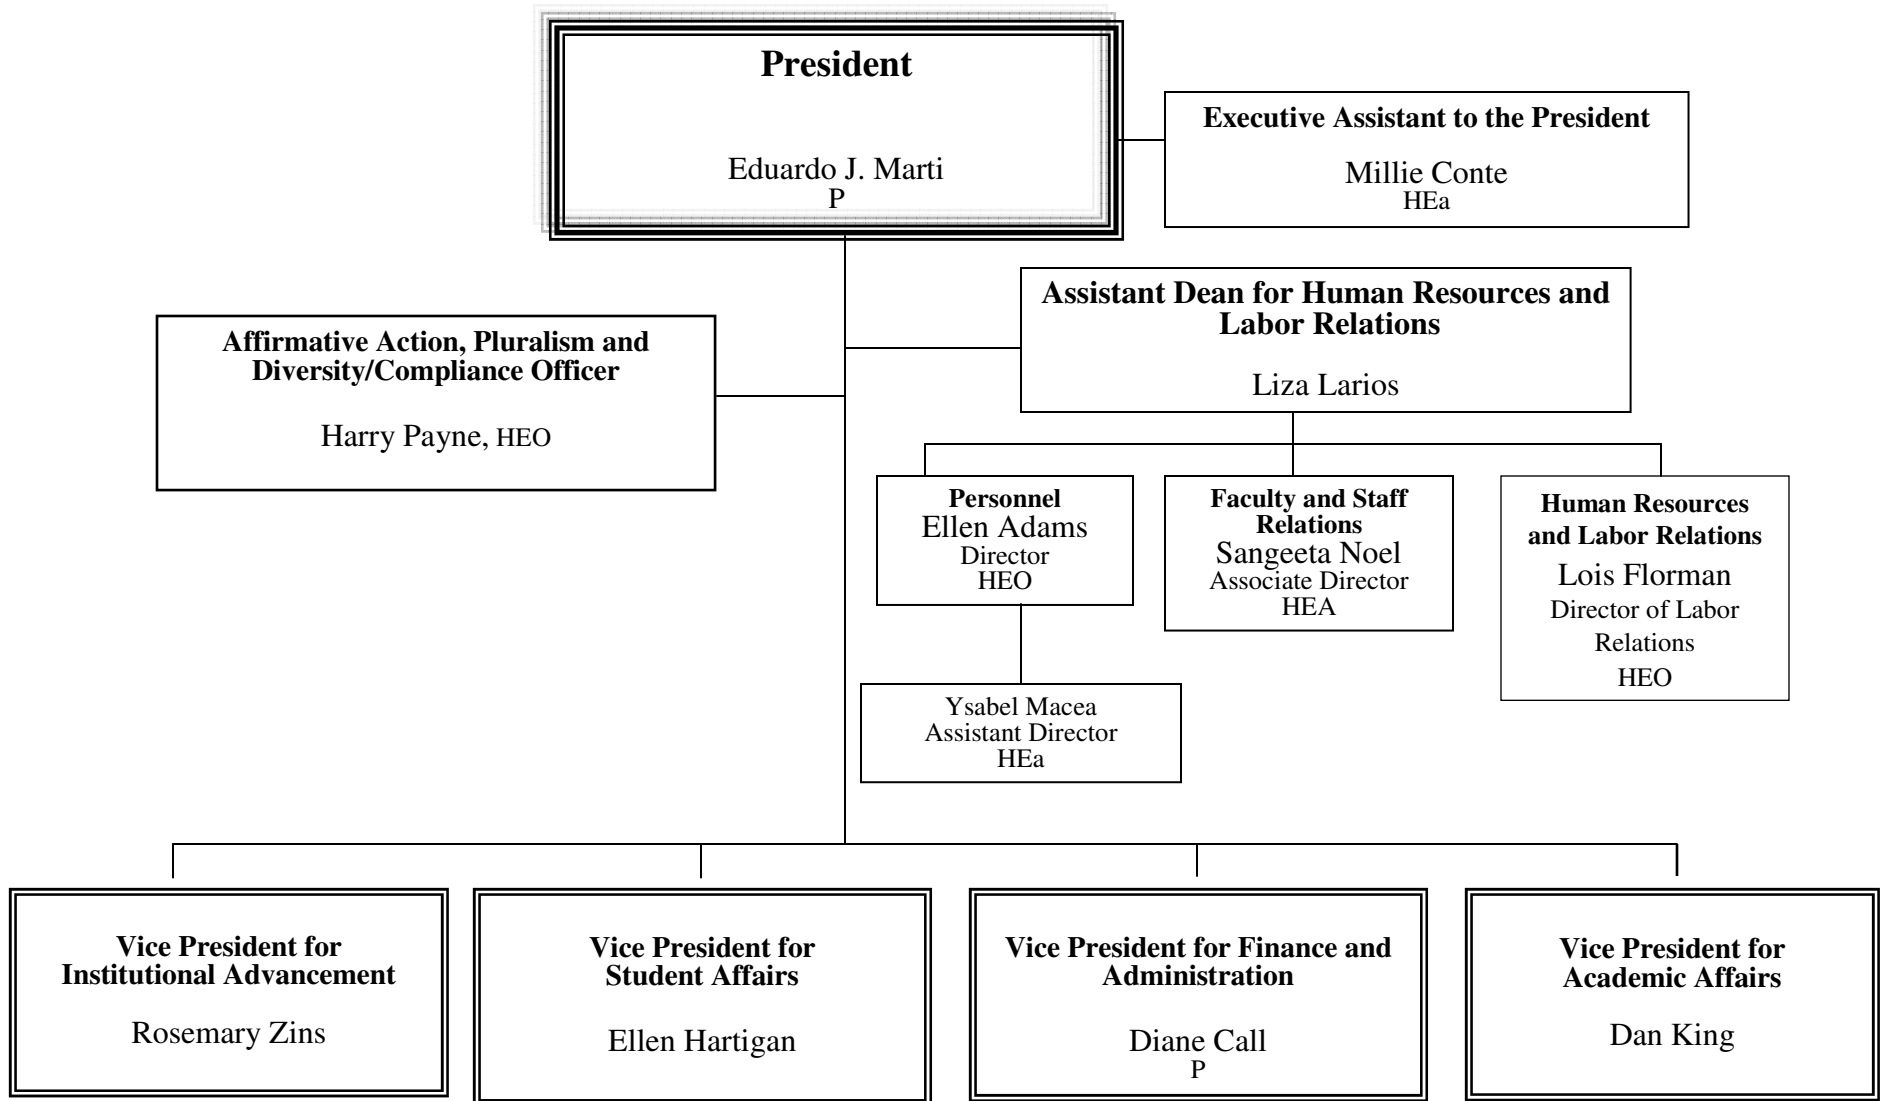 President
Eduardo J. Marti
P
Executive Assistant to the President
Millie Conte
HEa
Assistant Dean for Human Resources and
Labor Relations
Liza Larios
Affirmative Action, Pluralism and
Diversity/Compliance Officer
Harry Payne, HEO
Personnel
Ellen Adams
Director
HEO
Faculty and Staff
Relations
Sangeeta Noel
Associate Director
HEA
Human Resources
and Labor Relations
Lois Florman
Director of Labor
Relations
HEO
Ysabel Macea
Assistant Director
HEa
Vice President for
Institutional Advancement
Rosemary Zins
Vice President for
Student Affairs
Ellen Hartigan
Vice President for Finance and
Administration
Diane Call
P
Vice President for
Academic Affairs
Dan King